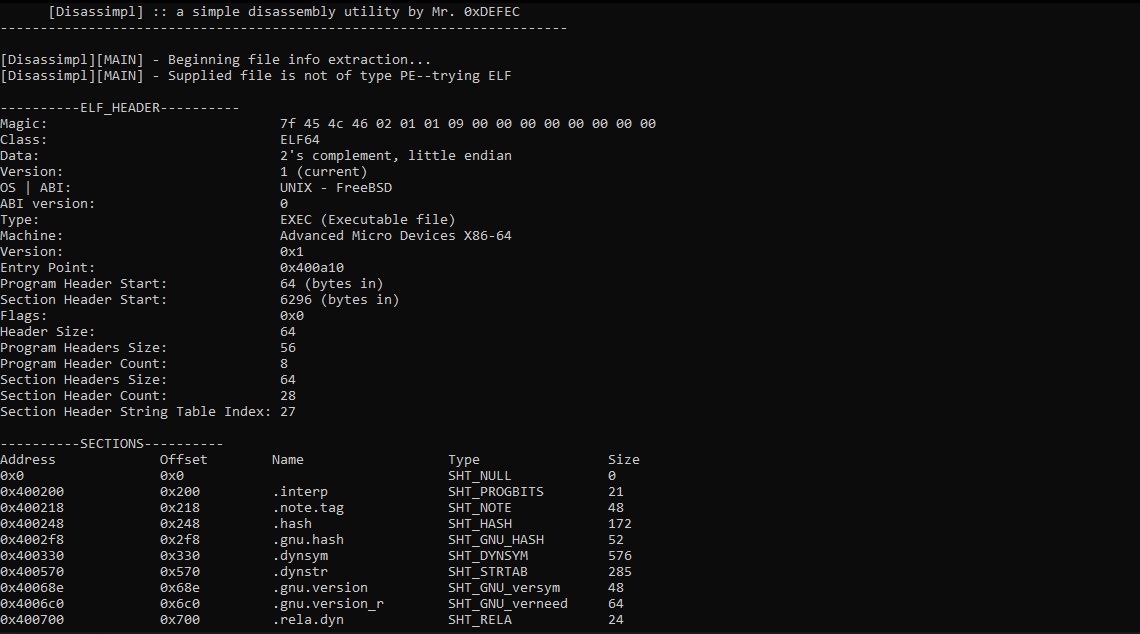 [Disassimpl] :: a simple disassembly utility by Mr. 0xDEFEC
-----------------------------------------------------------------------
[Disassimpl][MAIN] - Beginning file info extraction...
[Disassimpl][MAIN] - Supplied file is not of type PE--trying ELF
----------ELF_HEADER----------
Magic: 7f 45 4c 46 02 01 01 09 00 00 00 00 00 00 00 00
Class: ELF64
Data: 2's complement, little endian
Version: 1 (current)
OS | ABI: UNIX - FreeBSD
ABI version: 0
Type: EXEC (Executable file)
Machine: Advanced Micro Devices X86-64
Version: 0x1
Entry Point: 0x400a10
Program Header Start: 64 (bytes in)
Section Header Start: 6296 (bytes in)
Flags: 0x0
Header Size: 64
Program Headers Size: 56
Program Header Count: 8
Section Headers Size: 64
Section Header Count: 28
Section Header String Table Index: 27
----------SECTIONS----------
Address Offset Name Type Size
0x0 0x0 SHT_NULL 0
0x400200 0x200 .interp SHT_PROGBITS 21
0x400218 0x218 .note.tag SHT_NOTE 48
0x400248 0x248 .hash SHT_HASH 172
0x4002f8 0x2f8 .gnu.hash SHT_GNU_HASH 52
0x400330 0x330 .dynsym SHT_DYNSYM 576
0x400570 0x570 .dynstr SHT_STRTAB 285
0x40068e 0x68e .gnu.version SHT_GNU_versym 48
0x4006c0 0x6c0 .gnu.version_r SHT_GNU_verneed 64
0x400700 0x700 .rela.dyn SHT_RELA 24